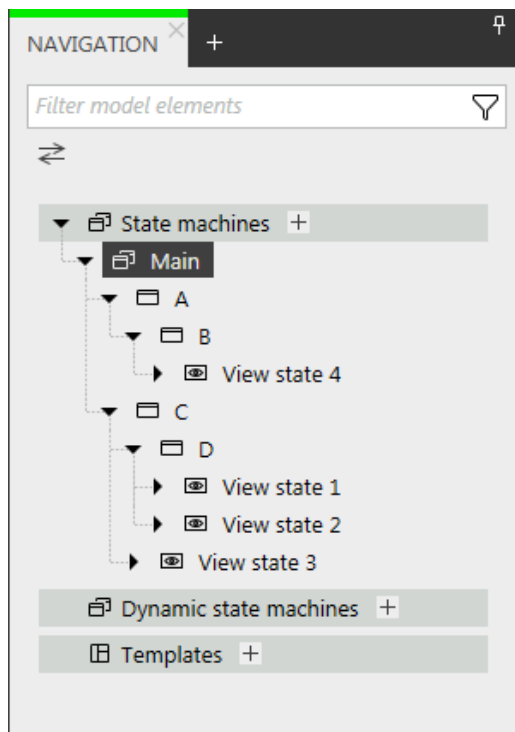 NAVIGATION
Filter model elements
State machines
Main
A
B
View state 4
C
D
View state 1
View state 2
View state 3
Dynamic state machines
Templates